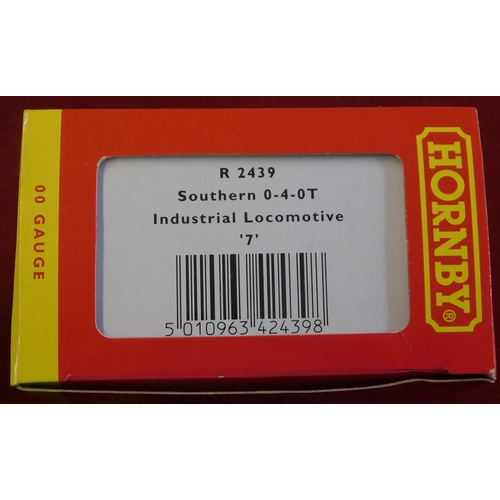 00 GAUGE
R 2439
Southern 0-4-0T
Industrial Locomotive
'7'
5 010963 424398
HORNBY®